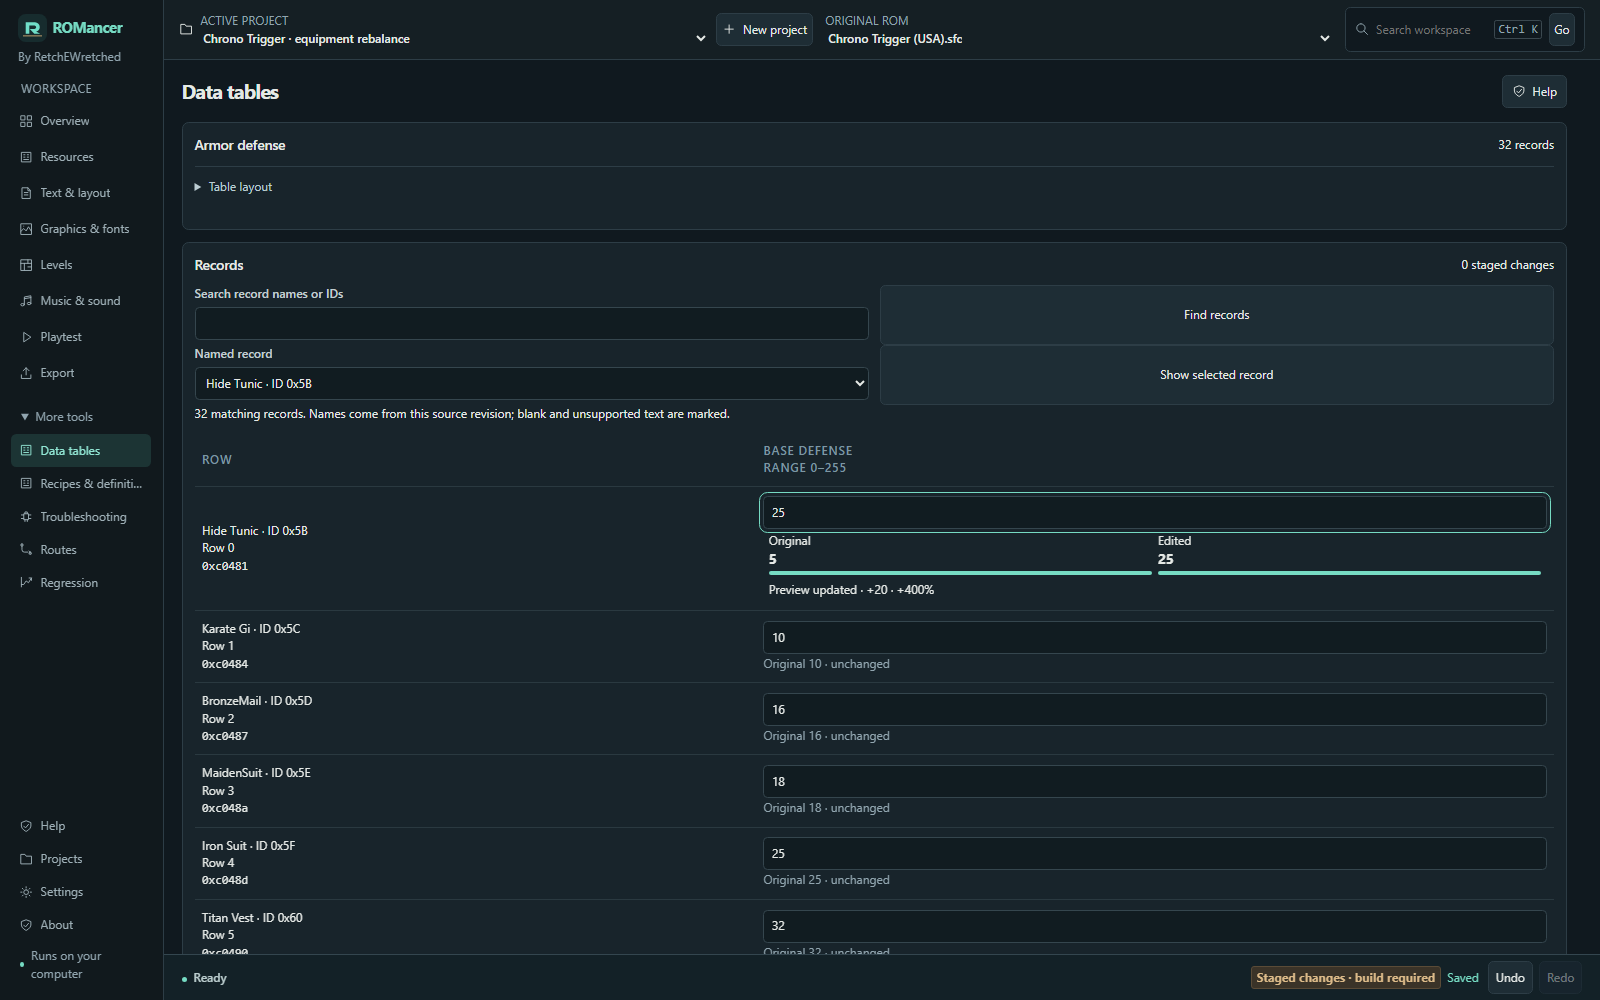 ROMancer
By RetchEWretched
WORKSPACE
Overview
Resources
Text & layout
Graphics & fonts
Levels
Music & sound
Playtest
Export
More tools
Data tables
Recipes & definiti...
Troubleshooting
Routes
Regression
Help
Projects
Settings
About
Runs on your
computer
ACTIVE PROJECT
Chrono Trigger · equipment rebalance
New project
ORIGINAL ROM
Chrono Trigger (USA).sfc
Search workspace
Ctrl K
Go
Data tables
Help
Armor defense
32 records
Table layout
Records
0 staged changes
Search record names or IDs
Find records
Named record
Hide Tunic · ID 0x5B
Show selected record
32 matching records. Names come from this source revision; blank and unsupported text are marked.
ROW
BASE DEFENSE
RANGE 0–255
Hide Tunic · ID 0x5B
Row 0
0xc0481
25
Original
5
Edited
25
Preview updated · +20 · +400%
Karate Gi · ID 0x5C
Row 1
0xc0484
10
Original 10 · unchanged
BronzeMail · ID 0x5D
Row 2
0xc0487
16
Original 16 · unchanged
MaidenSuit · ID 0x5E
Row 3
0xc048a
18
Original 18 · unchanged
Iron Suit · ID 0x5F
Row 4
0xc048d
25
Original 25 · unchanged
Titan Vest · ID 0x60
Row 5
0xc0490
32
Original 32 · unchanged
Ready
Staged changes · build required
Saved
Undo
Redo